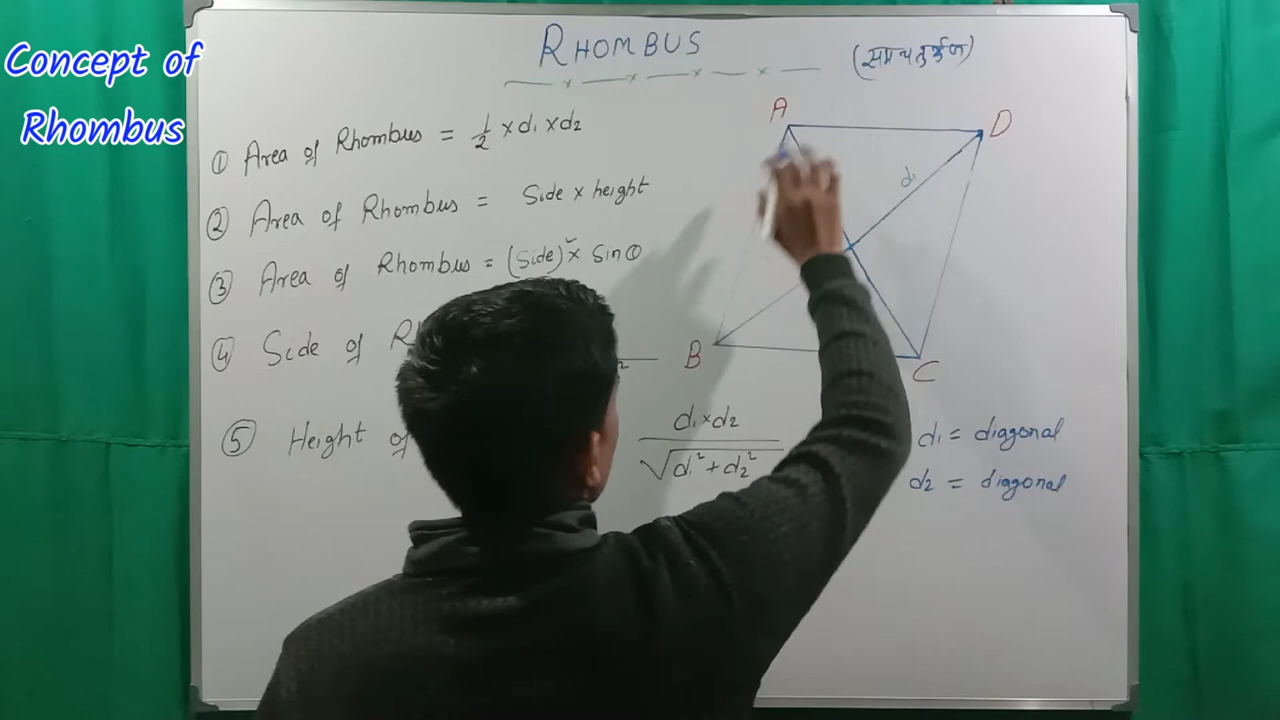 Concept of
Rhombus
RHOMBUS
(समचतुर्भुज)
① Area of Rhombus = 1/2 × d1 × d2
② Area of Rhombus = Side × height
③ Area of Rhombus = (Side)² × Sin θ
④ Side of R
⑤ Height of
d1 × d2
√d1² + d2²
A
D
d1
B
C
d1 = diagonal
d2 = diagonal